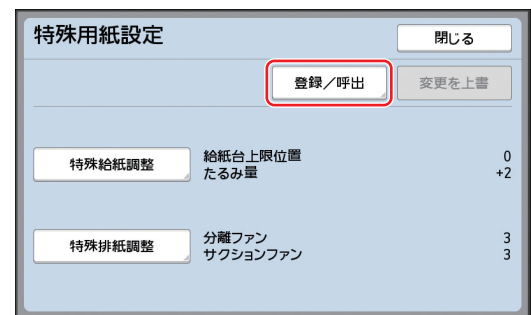 特殊用紙設定 閉じる
登録／呼出 変更を上書
特殊給紙調整 給紙台上限位置 0
たるみ量 +2
特殊排紙調整 分離ファン 3
サクションファン 3